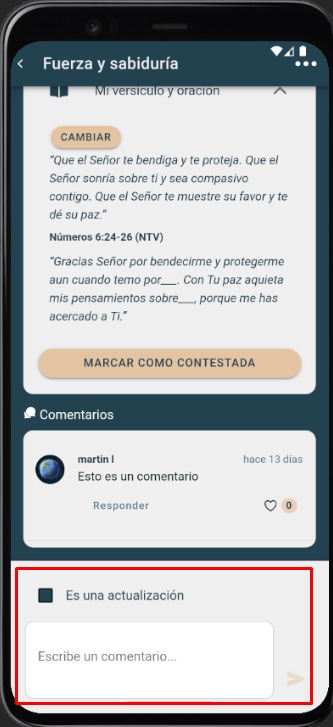 Fuerza y sabiduría
Mi versículo y oración
CAMBIAR
“Que el Señor te bendiga y te proteja. Que el
Señor sonría sobre ti y sea compasivo
contigo. Que el Señor te muestre su favor y te
dé su paz.”
Números 6:24-26 (NTV)
“Gracias Señor por bendecirme y protegerme
aun cuando temo por___. Con Tu paz aquieta
mis pensamientos sobre___, porque me has
acercado a Ti.”
MARCAR COMO CONTESTADA
Comentarios
martin l hace 13 días
Esto es un comentario
Responder 0
Es una actualización
Escribe un comentario...